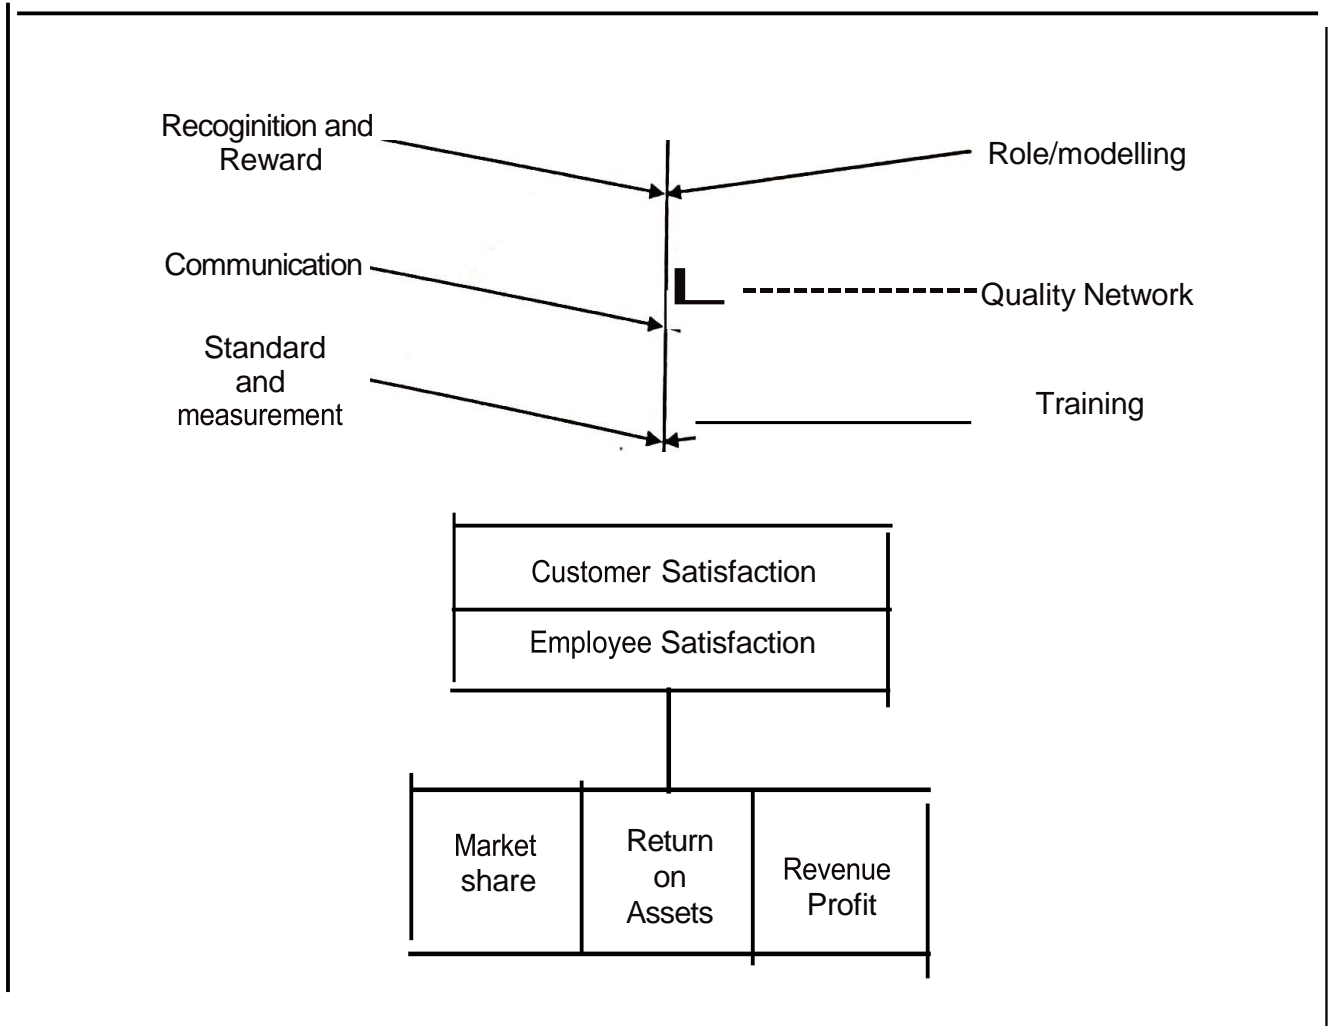 Recoginition and
Reward
Role/modelling
Communication
Quality Network
Standard
and
measurement
Training
Customer Satisfaction
Employee Satisfaction
Market
share
Return
on
Assets
Revenue
Profit